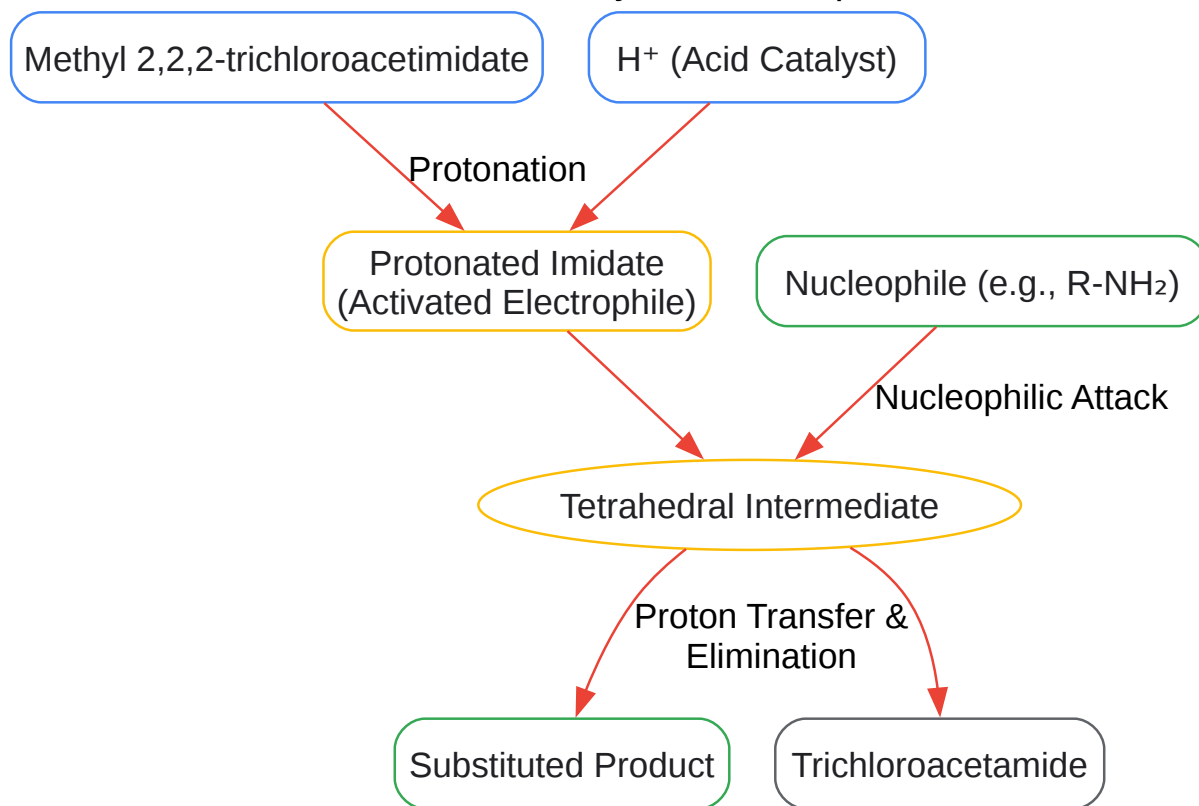 Methyl 2,2,2-trichloroacetimidate
H⁺ (Acid Catalyst)
Protonation
Protonated Imidate
(Activated Electrophile)
Nucleophile (e.g., R-NH₂)
Nucleophilic Attack
Tetrahedral Intermediate
Proton Transfer &
Elimination
Substituted Product
Trichloroacetamide